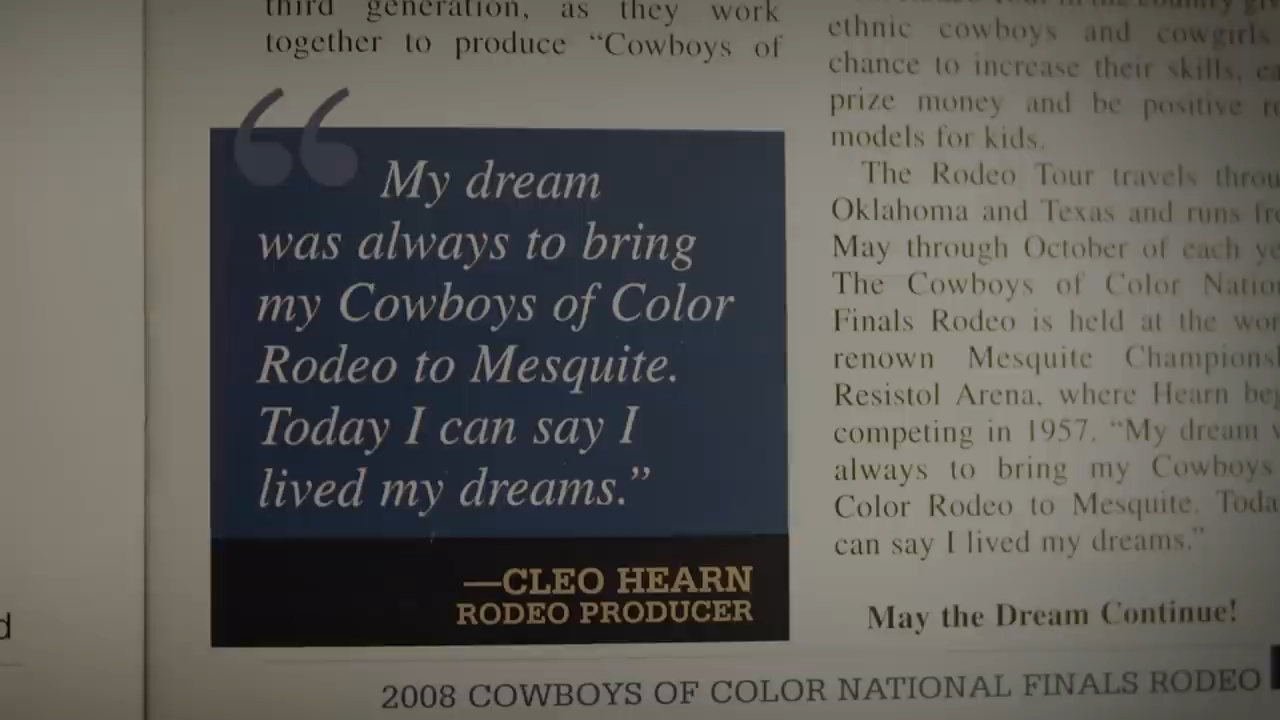 third generation, as they work
together to produce “Cowboys of
“ My dream
was always to bring
my Cowboys of Color
Rodeo to Mesquite.
Today I can say I
lived my dreams.”
—CLEO HEARN
RODEO PRODUCER
ethnic cowboys and cowgirls
chance to increase their skills,
prize money and be positive
models for kids.
The Rodeo Tour travels
Oklahoma and Texas and runs
May through October of each
The Cowboys of Color
Finals Rodeo is held at the
renown Mesquite
Resistol Arena, where Hearn
competing in 1957. “My dream
always to bring my Cowboys
Color Rodeo to Mesquite.
can say I lived my dreams.”
May the Dream Continue!
2008 COWBOYS OF COLOR NATIONAL FINALS RODEO